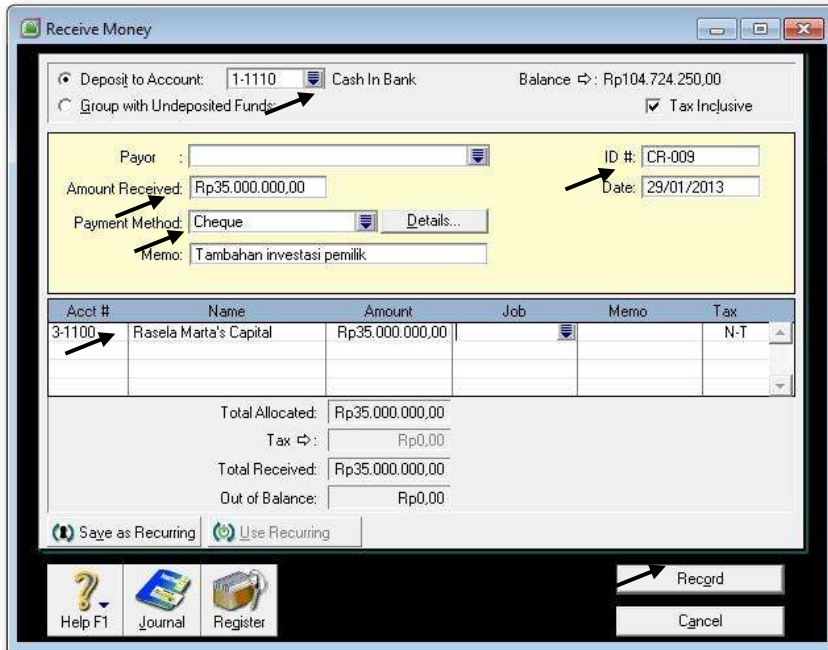 Receive Money
Deposit to Account: 1-1110 Cash In Bank Balance ⇨: Rp104.724.250,00
Group with Undeposited Funds: Tax Inclusive
Payor : ID #: CR-009
Amount Received: Rp35.000.000,00 Date: 29/01/2013
Payment Method: Cheque Details...
Memo: Tambahan investasi pemilik
Acct # Name Amount Job Memo Tax
3-1100 Rasela Marta's Capital Rp35.000.000,00 N-T
Total Allocated: Rp35.000.000,00
Tax ⇨: Rp0,00
Total Received: Rp35.000.000,00
Out of Balance: Rp0,00
Save as Recurring Use Recurring
Record
Help F1 Journal Register Cancel